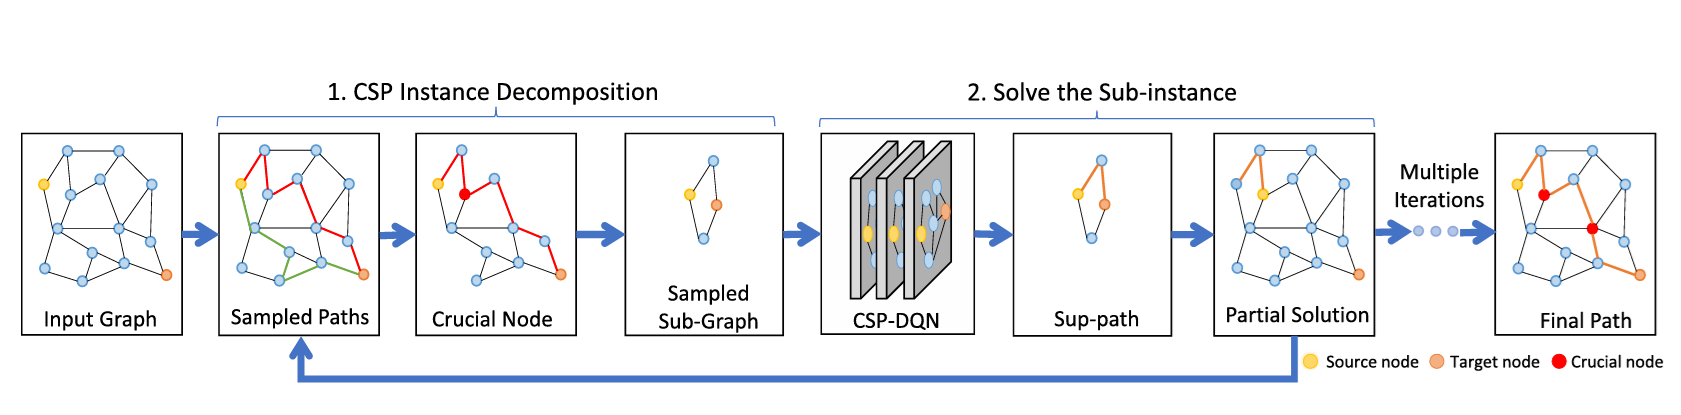 1. CSP Instance Decomposition
2. Solve the Sub-instance
Input Graph
Sampled Paths
Crucial Node
Sampled
Sub-Graph
CSP-DQN
Sup-path
Partial Solution
Multiple
Iterations
Final Path
Source node
Target node
Crucial node